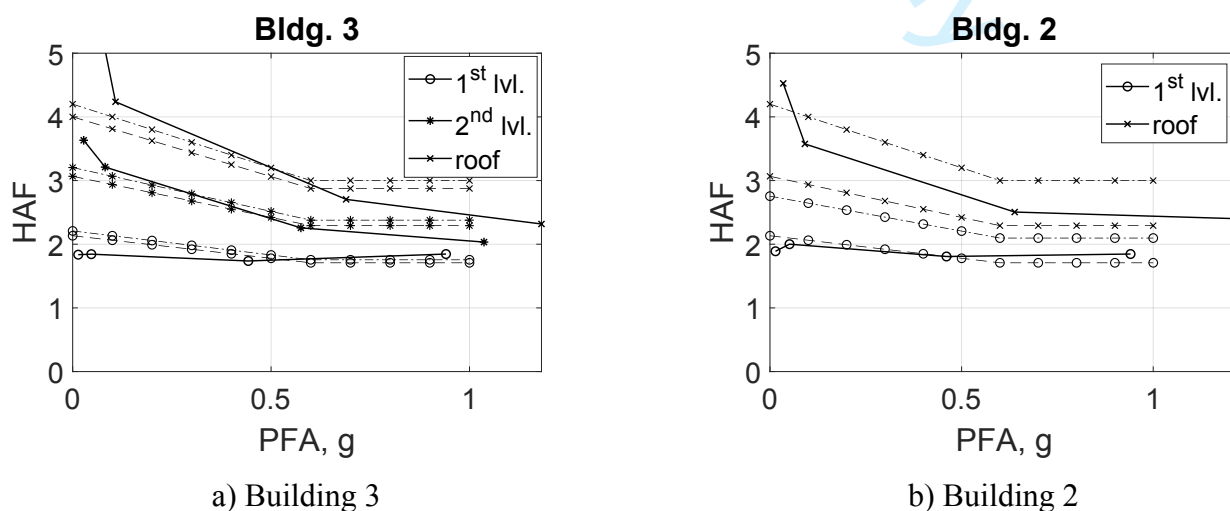 Bldg. 3
5
4
3
2
1
0
HAF
0
0.5
1
PFA, g
1st lvl.
2nd lvl.
roof
a) Building 3
Bldg. 2
5
4
3
2
1
0
HAF
0
0.5
1
PFA, g
1st lvl.
roof
b) Building 2